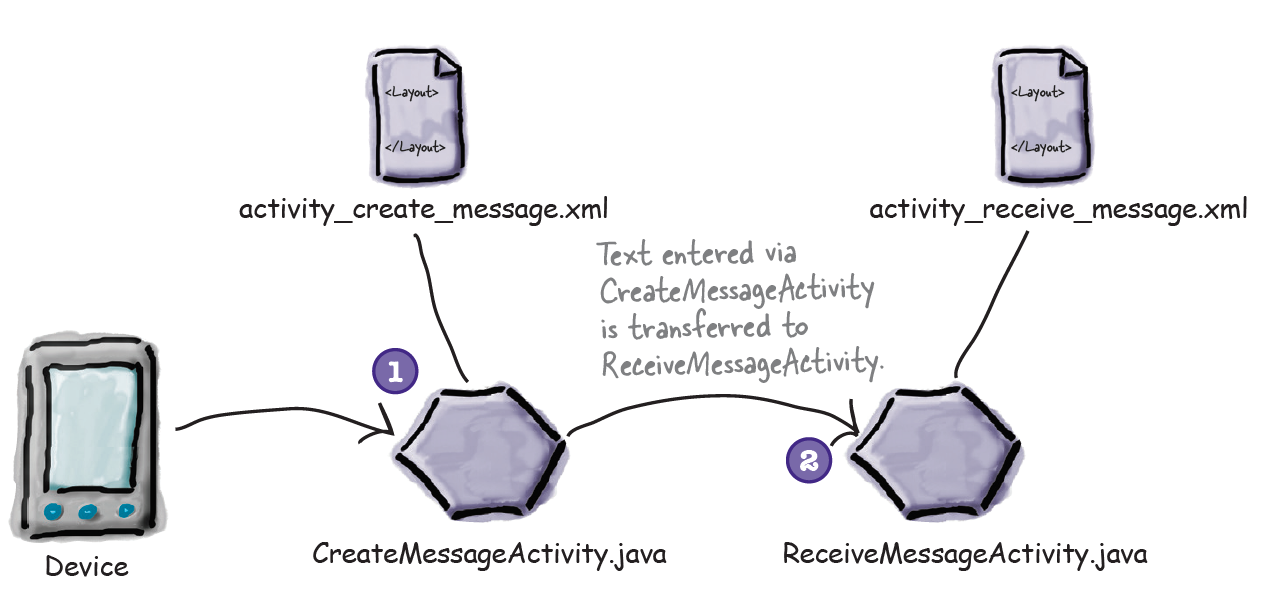 <Layout>
</Layout>
activity_create_message.xml
<Layout>
</Layout>
activity_receive_message.xml
Text entered via
CreateMessageActivity
is transferred to
ReceiveMessageActivity.
1
2
Device
CreateMessageActivity.java
ReceiveMessageActivity.java